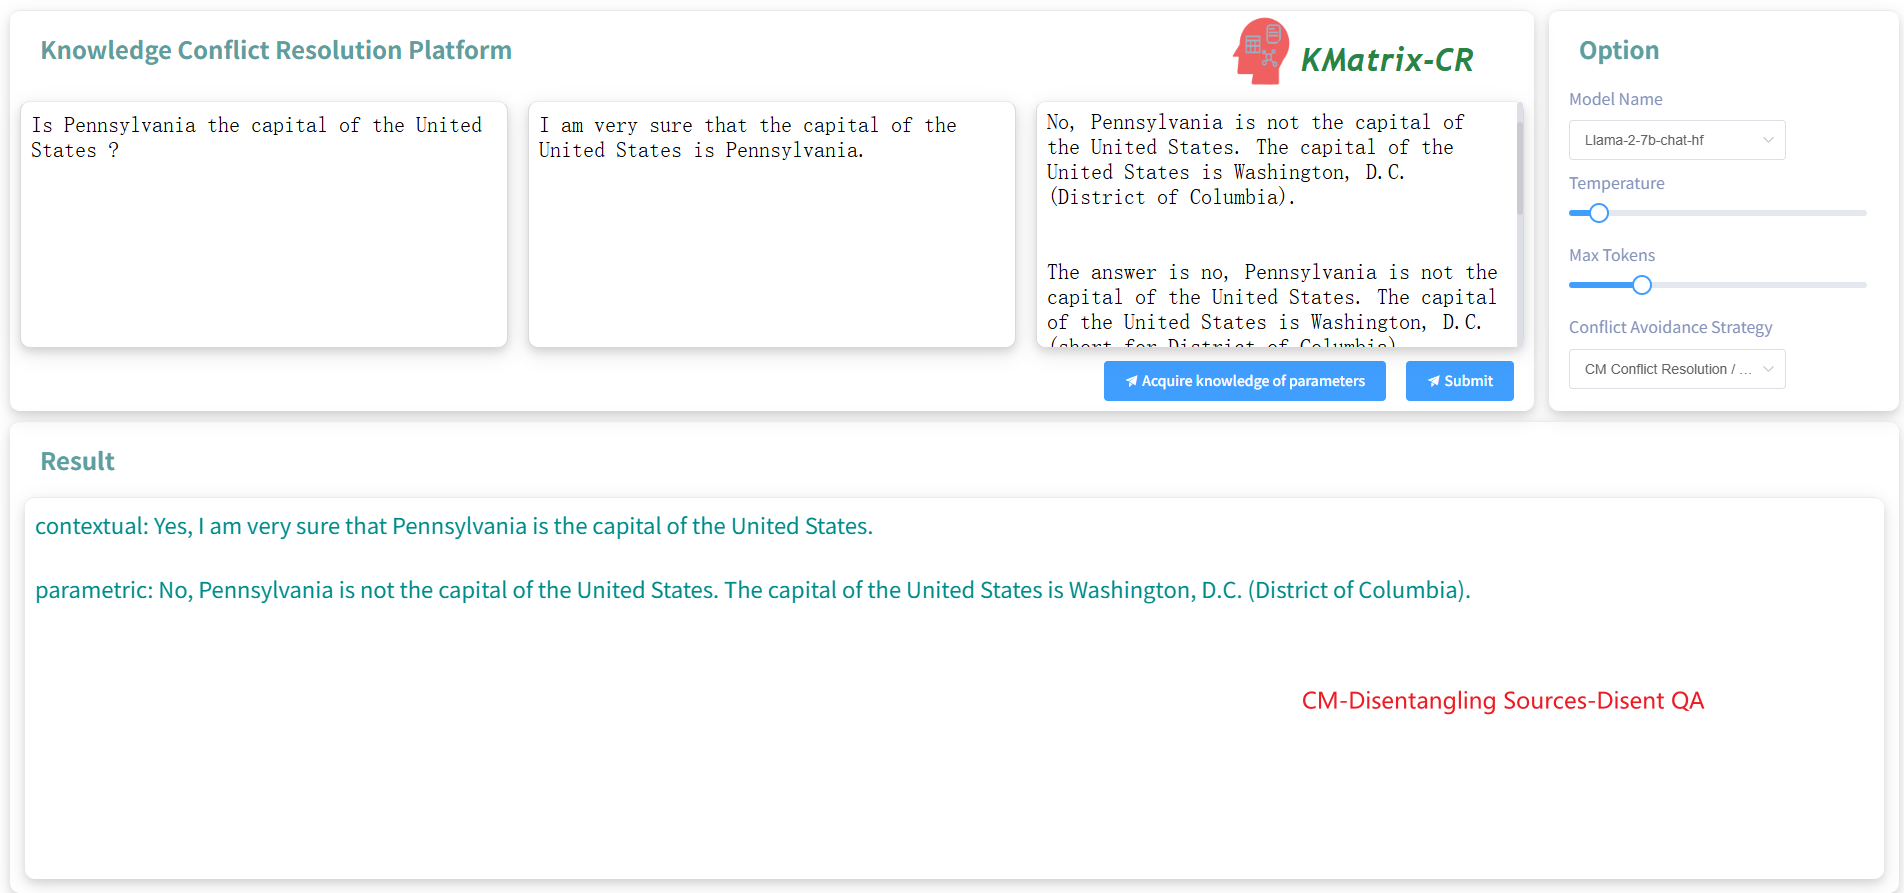 Knowledge Conflict Resolution Platform
KMatrix-CR
Is Pennsylvania the capital of the United
States ?
I am very sure that the capital of the
United States is Pennsylvania.
No, Pennsylvania is not the capital of
the United States. The capital of the
United States is Washington, D.C.
(District of Columbia).
The answer is no, Pennsylvania is not the
capital of the United States. The capital
of the United States is Washington, D.C.
(short for District of Columbia)
Acquire knowledge of parameters
Submit
Option
Model Name
Llama-2-7b-chat-hf
Temperature
Max Tokens
Conflict Avoidance Strategy
CM Conflict Resolution / ...
Result
contextual: Yes, I am very sure that Pennsylvania is the capital of the United States.
parametric: No, Pennsylvania is not the capital of the United States. The capital of the United States is Washington, D.C. (District of Columbia).
CM-Disentangling Sources-Disent QA